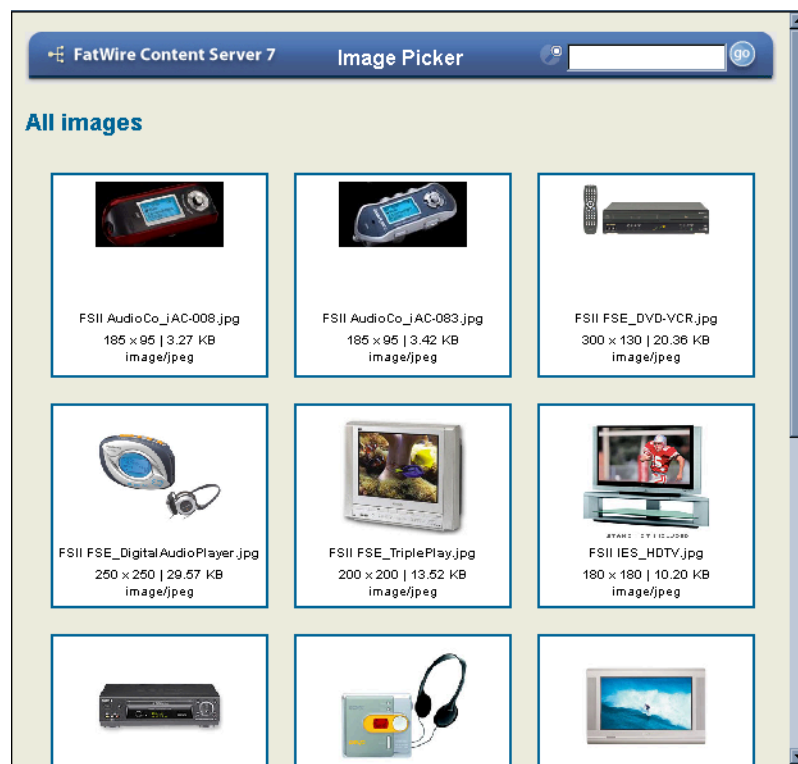 FatWire Content Server 7
Image Picker
go
All images
FSII AudioCo_iAC-008.jpg
185 x 95 | 3.27 KB
image/jpeg
FSII AudioCo_iAC-083.jpg
185 x 95 | 3.42 KB
image/jpeg
FSII FSE_DVD-VCR.jpg
300 x 130 | 20.36 KB
image/jpeg
FSII FSE_DigitalAudioPlayer.jpg
250 x 250 | 29.57 KB
image/jpeg
FSII FSE_TriplePlay.jpg
200 x 200 | 13.52 KB
image/jpeg
FSII IES_HDTV.jpg
180 x 180 | 10.20 KB
image/jpeg